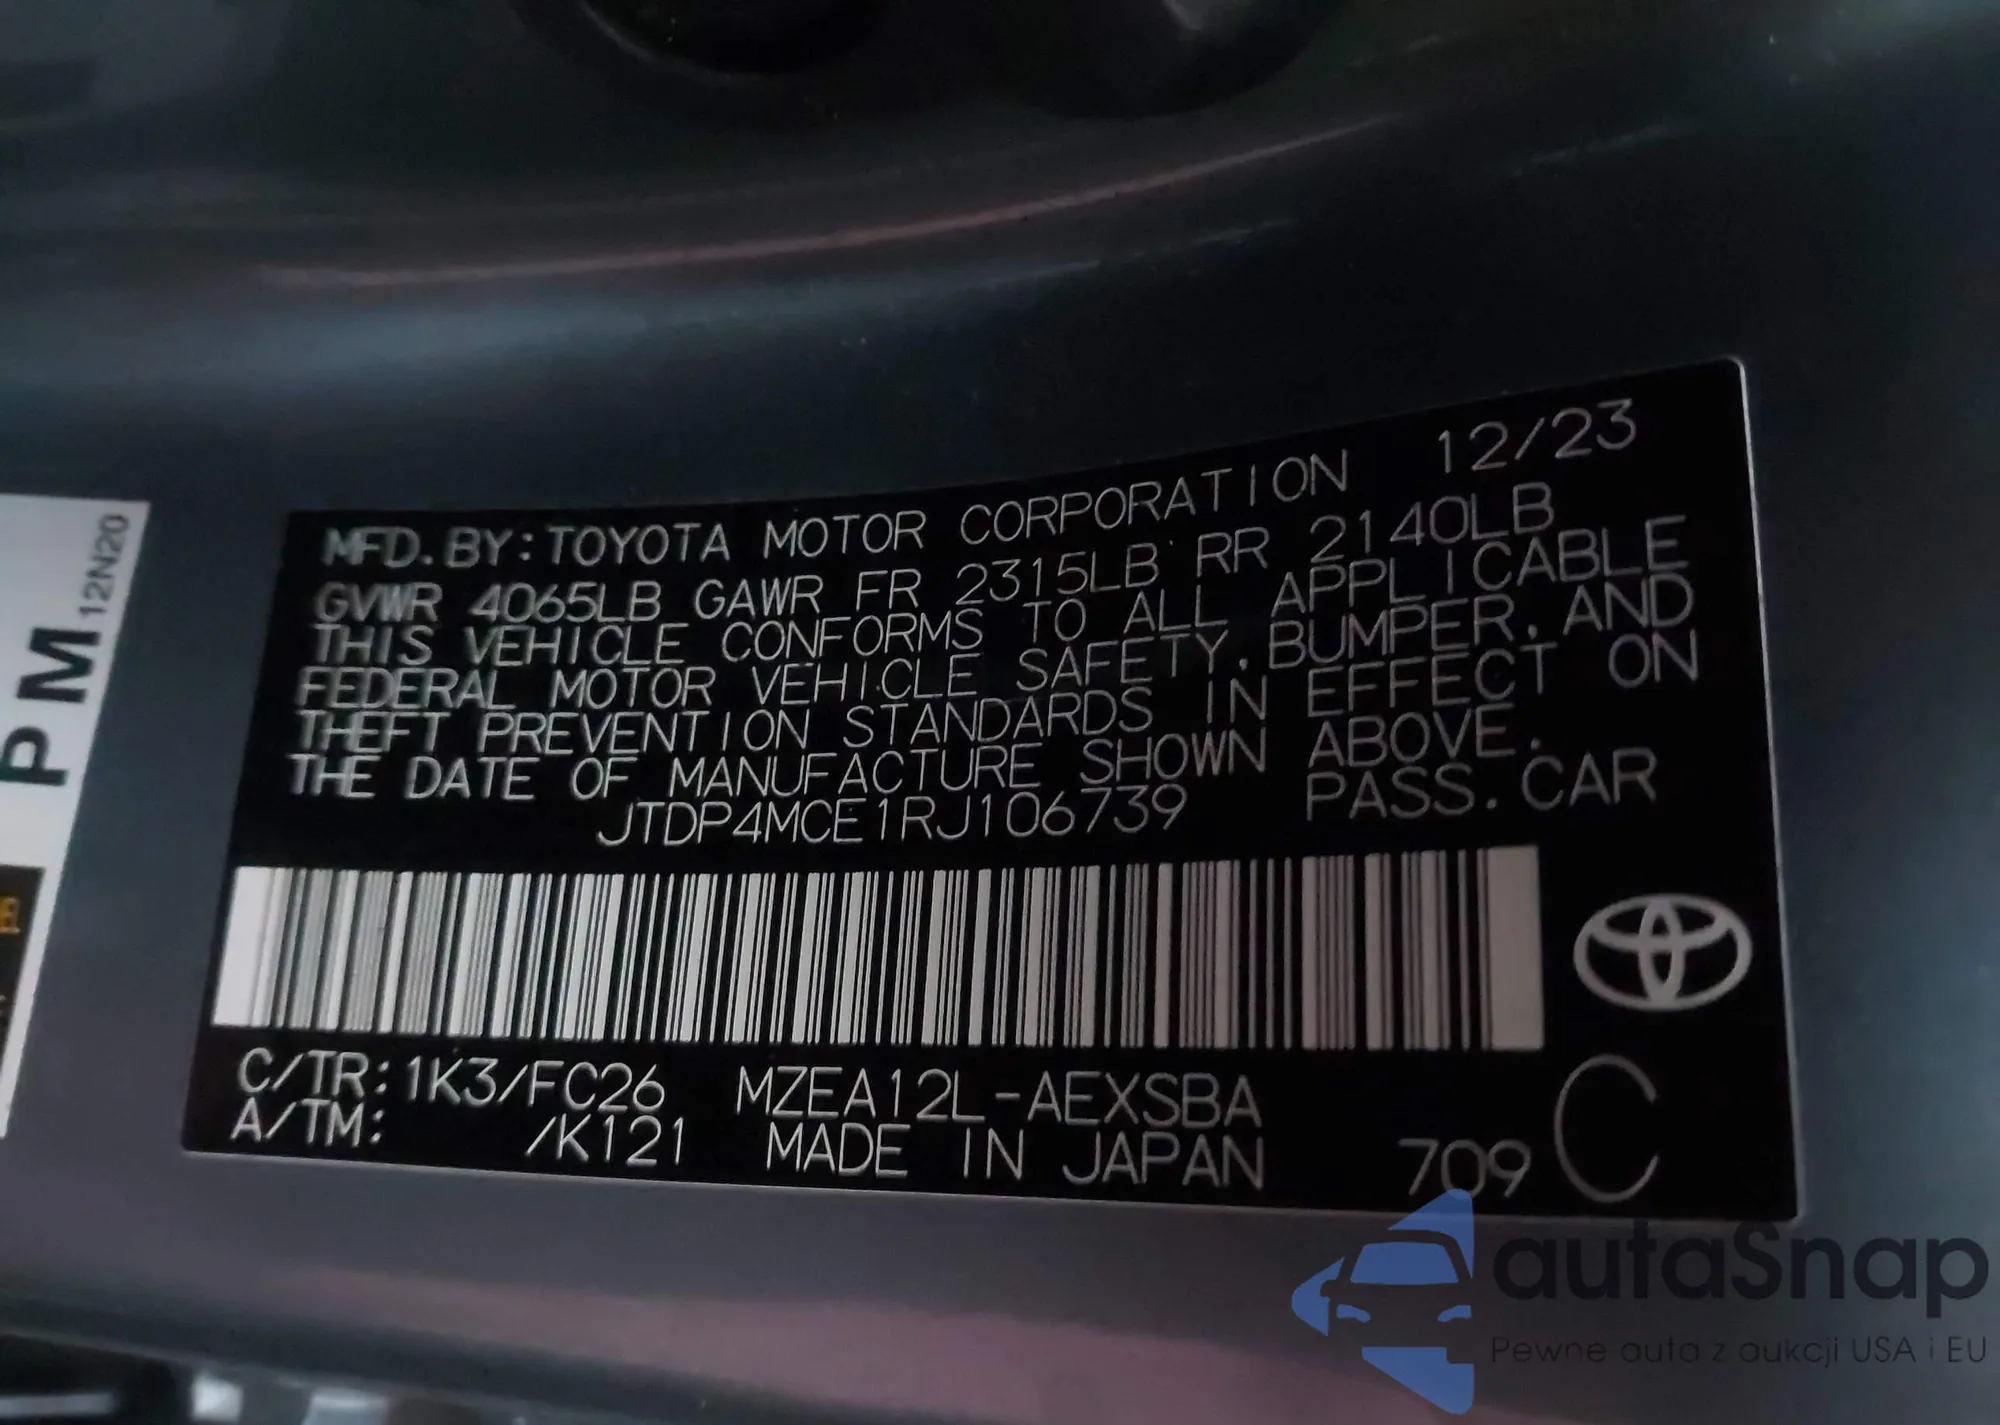 MFD. BY: TOYOTA MOTOR CORPORATION 12/23
GVWR 4065LB GAWR FR 2315LB RR 2140LB
THIS VEHICLE CONFORMS TO ALL APPLICABLE
FEDERAL MOTOR VEHICLE SAFETY, BUMPER, AND
THEFT PREVENTION STANDARDS IN EFFECT ON
THE DATE OF MANUFACTURE SHOWN ABOVE.
JTDP4MCE1RJ106739 PASS. CAR
C/TR: 1K3/FC26 MZEA12L-AEXSBA
A/TM: /K121 MADE IN JAPAN 709 C
PM
12N20
autaSnap
Pewne auta z aukcji USA i EU